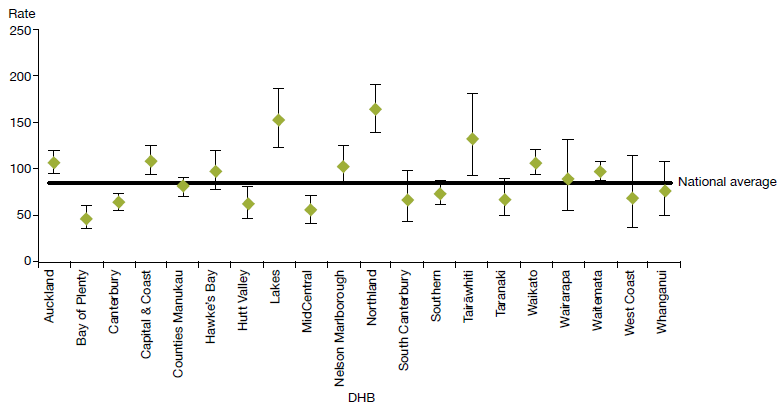 Rate
250
200
150
100
50
0
National average
Auckland
Bay of Plenty
Canterbury
Capital & Coast
Counties Manukau
Hawke's Bay
Hutt Valley
Lakes
MidCentral
Nelson Marlborough
Northland
South Canterbury
Southern
Tairāwhiti
Taranaki
Waikato
Wairarapa
Waitemata
West Coast
Whanganui
DHB